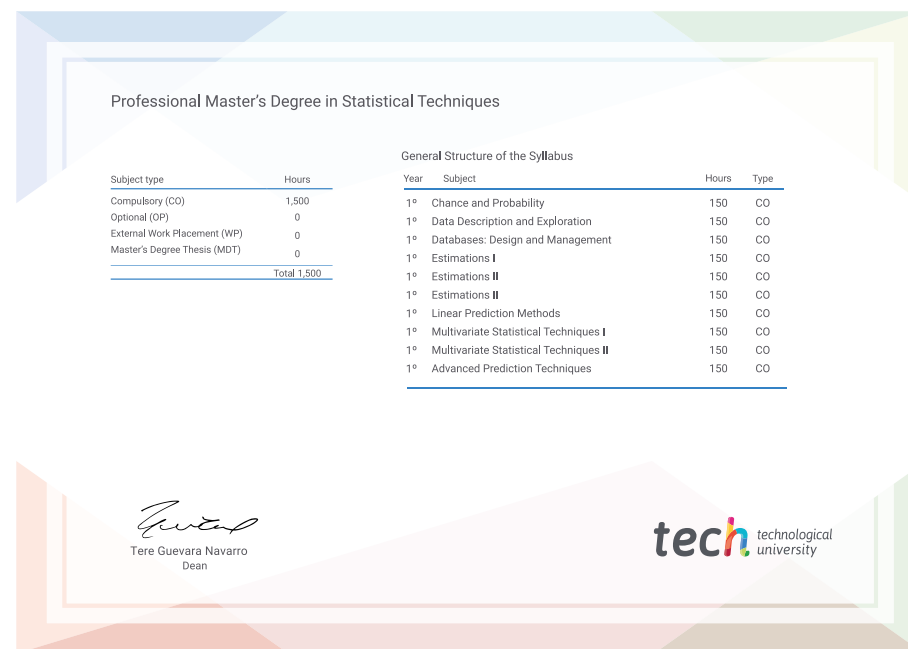 Professional Master's Degree in Statistical Techniques
Subject type Hours
Compulsory (CO) 1,500
Optional (OP) 0
External Work Placement (WP) 0
Master's Degree Thesis (MDT) 0
Total 1,500
General Structure of the Syllabus
Year Subject Hours Type
1º Chance and Probability 150 CO
1º Data Description and Exploration 150 CO
1º Databases: Design and Management 150 CO
1º Estimations I 150 CO
1º Estimations II 150 CO
1º Estimations II 150 CO
1º Linear Prediction Methods 150 CO
1º Multivariate Statistical Techniques I 150 CO
1º Multivariate Statistical Techniques II 150 CO
1º Advanced Prediction Techniques 150 CO
Tere Guevara Navarro
Dean
tech technological
university